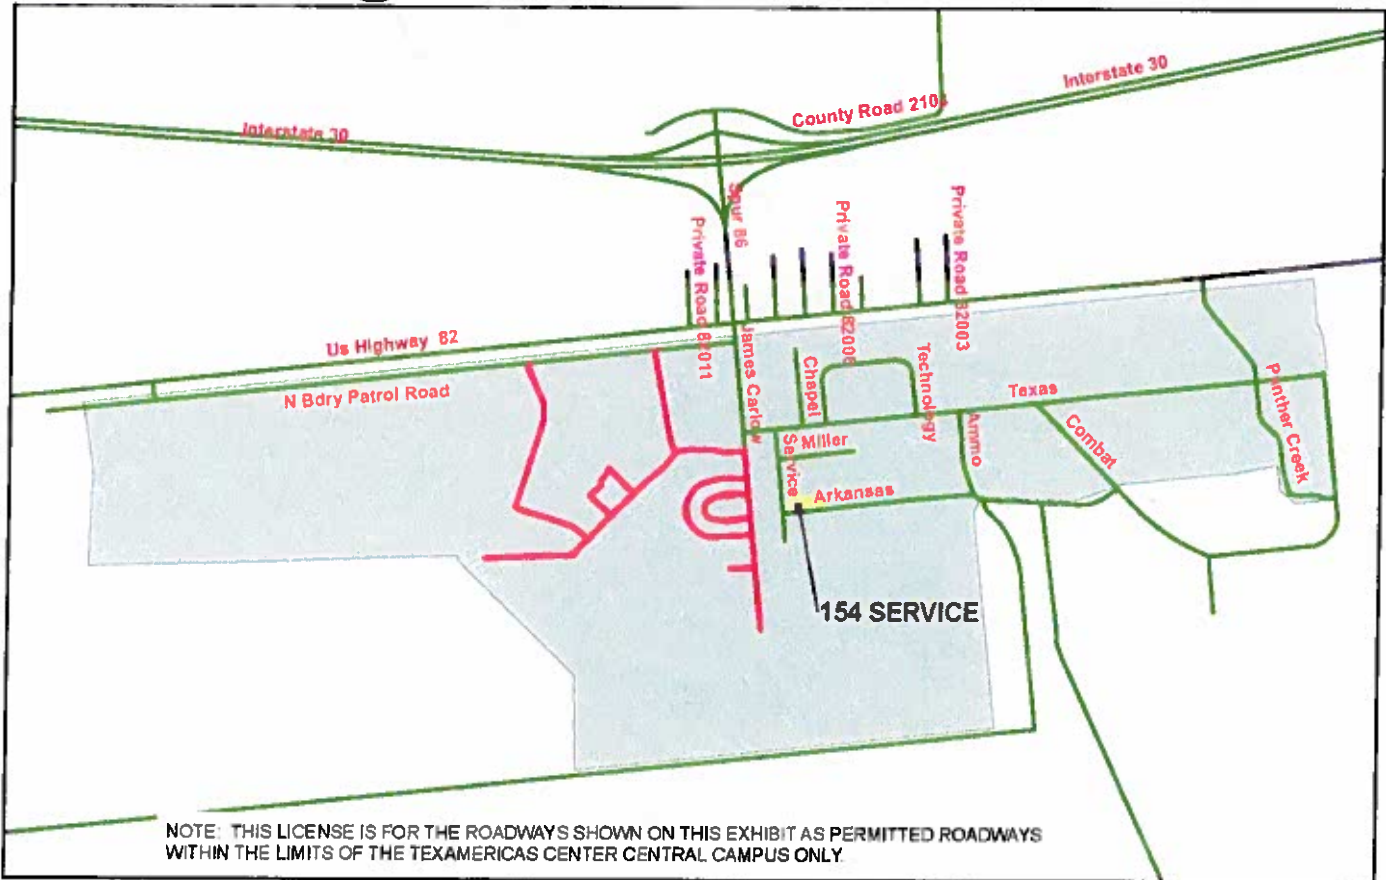 Interstate 30
County Road 210
Interstate 30
Spur 86
Private Road 82011
Private Road 8200
Private Road 82003
Us Highway 82
N Bdry Patrol Road
James Carlow
Chapel
Technology
Texas
Panther Creek
Combat
Ammo
Miller
Service
Arkansas
154 SERVICE
NOTE: THIS LICENSE IS FOR THE ROADWAYS SHOWN ON THIS EXHIBIT AS PERMITTED ROADWAYS
WITHIN THE LIMITS OF THE TEXAMERICAS CENTER CENTRAL CAMPUS ONLY.